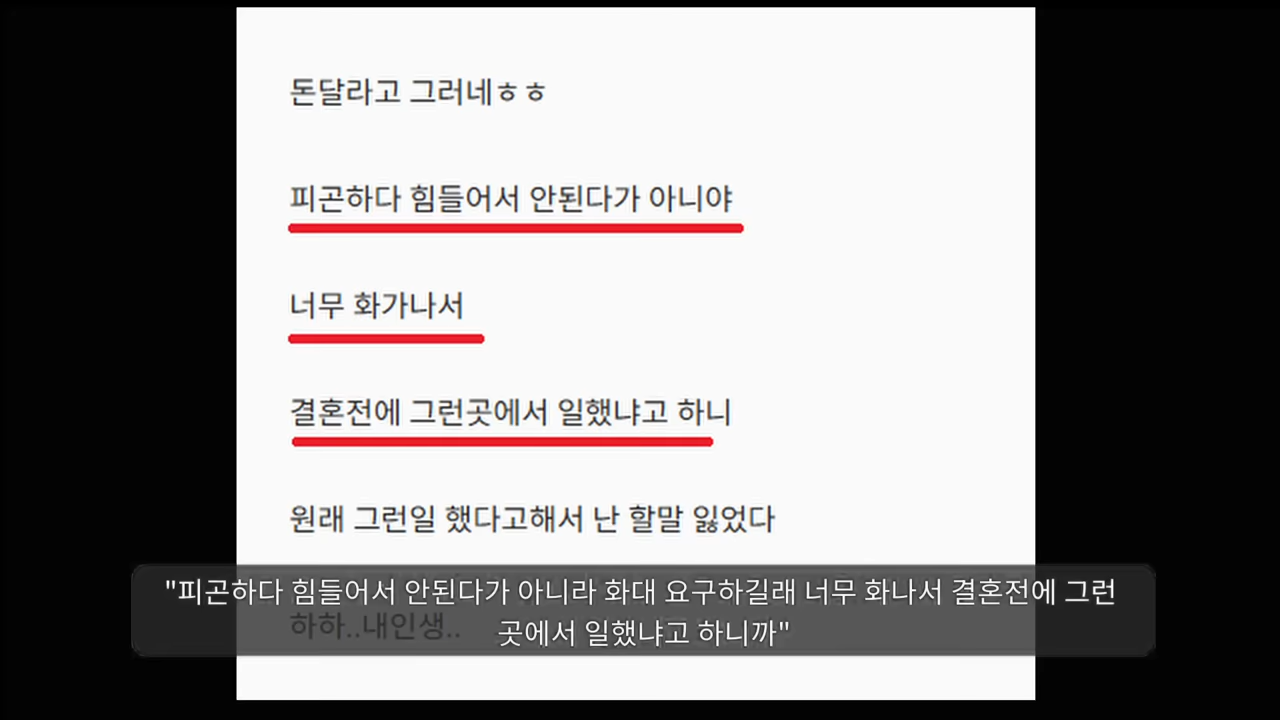 돈달라고 그러네ㅎㅎ
피곤하다 힘들어서 안된다가 아니야
너무 화가나서
결혼전에 그런곳에서 일했냐고 하니
원래 그런일 했다고해서 난 할말 잃었다
하하..내인생..
"피곤하다 힘들어서 안된다가 아니라 화대 요구하길래 너무 화나서 결혼전에 그런
곳에서 일했냐고 하니까"